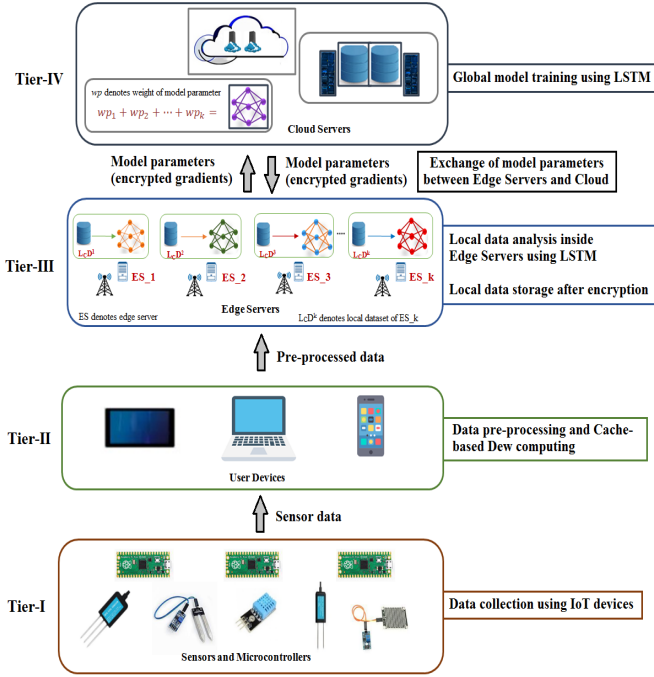 Tier-IV
wp denotes weight of model parameter
wp₁ + wp₂ + ··· + wpₖ =
Cloud Servers
Global model training using LSTM
Model parameters
(encrypted gradients)
Model parameters
(encrypted gradients)
Exchange of model parameters
between Edge Servers and Cloud
Tier-III
LCD¹
LCD²
LCD³
....
LCDᵏ
ES_1
ES_2
ES_3
ES_k
Edge Servers
ES denotes edge server
LCDᵏ denotes local dataset of ES_k
Local data analysis inside
Edge Servers using LSTM
Local data storage after encryption
Pre-processed data
Tier-II
User Devices
Data pre-processing and Cache-
based Dew computing
Sensor data
Tier-I
Sensors and Microcontrollers
Data collection using IoT devices